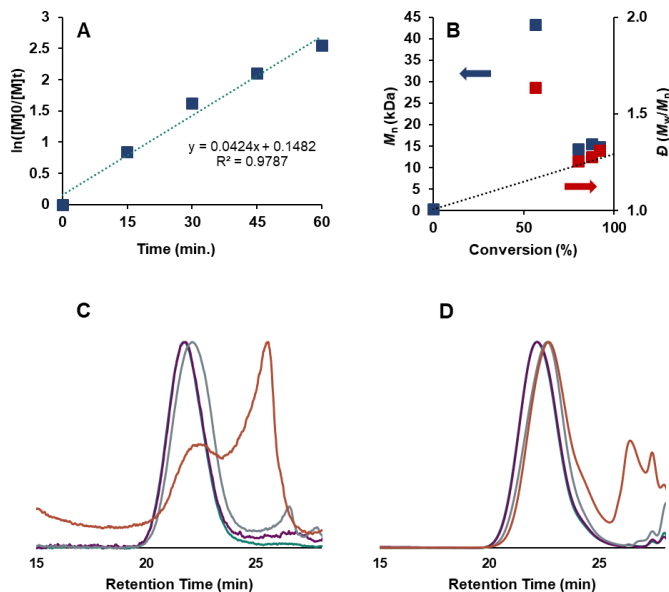 A
ln([M]0/[M]t)
3
2.5
2
1.5
1
0.5
0
y = 0.0424x + 0.1482
R² = 0.9787
0 15 30 45 60
Time (min.)
B
Mn (kDa)
45
40
35
30
25
20
15
10
5
0
2.0
1.5
1.0
Đ (Mw/Mn)
0 50 100
Conversion (%)
C
15 20 25
Retention Time (min)
D
15 20 25
Retention Time (min)